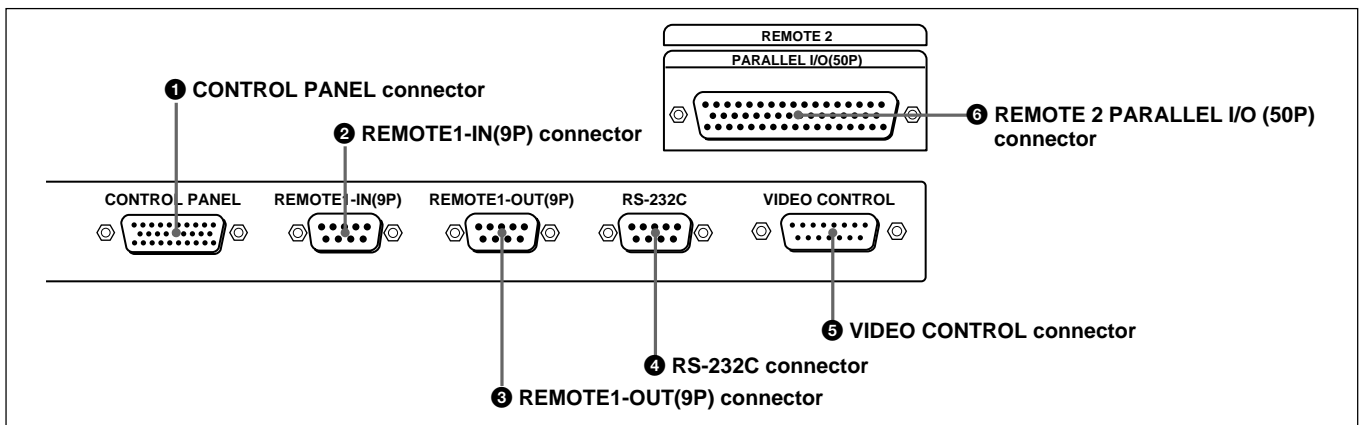 REMOTE 2
PARALLEL I/O(50P)
❶ CONTROL PANEL connector
❷ REMOTE1-IN(9P) connector
❻ REMOTE 2 PARALLEL I/O (50P)
connector
CONTROL PANEL
REMOTE1-IN(9P)
REMOTE1-OUT(9P)
RS-232C
VIDEO CONTROL
❺ VIDEO CONTROL connector
❹ RS-232C connector
❸ REMOTE1-OUT(9P) connector